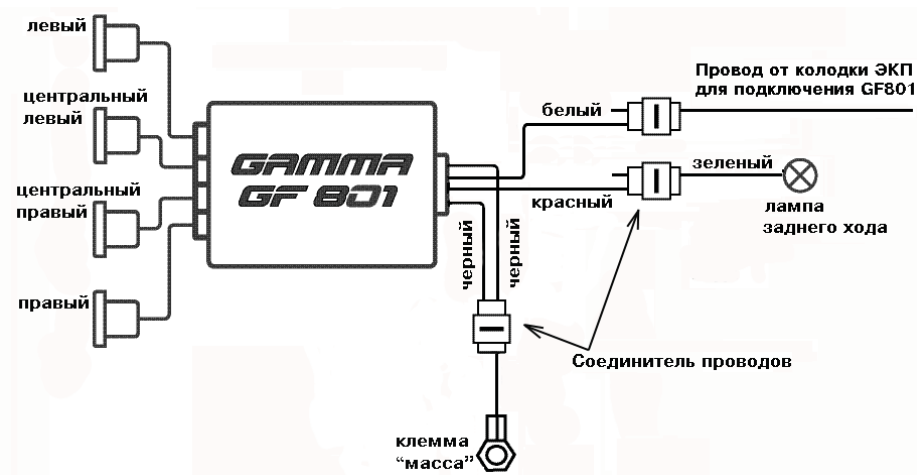 левый
центральный
левый
центральный
правый
правый
GAMMA
GF 801
белый
Провод от колодки ЭКП
для подключения GF801
зеленый
красный
лампа
заднего хода
черный
черный
Соединитель проводов
клемма
“масса”